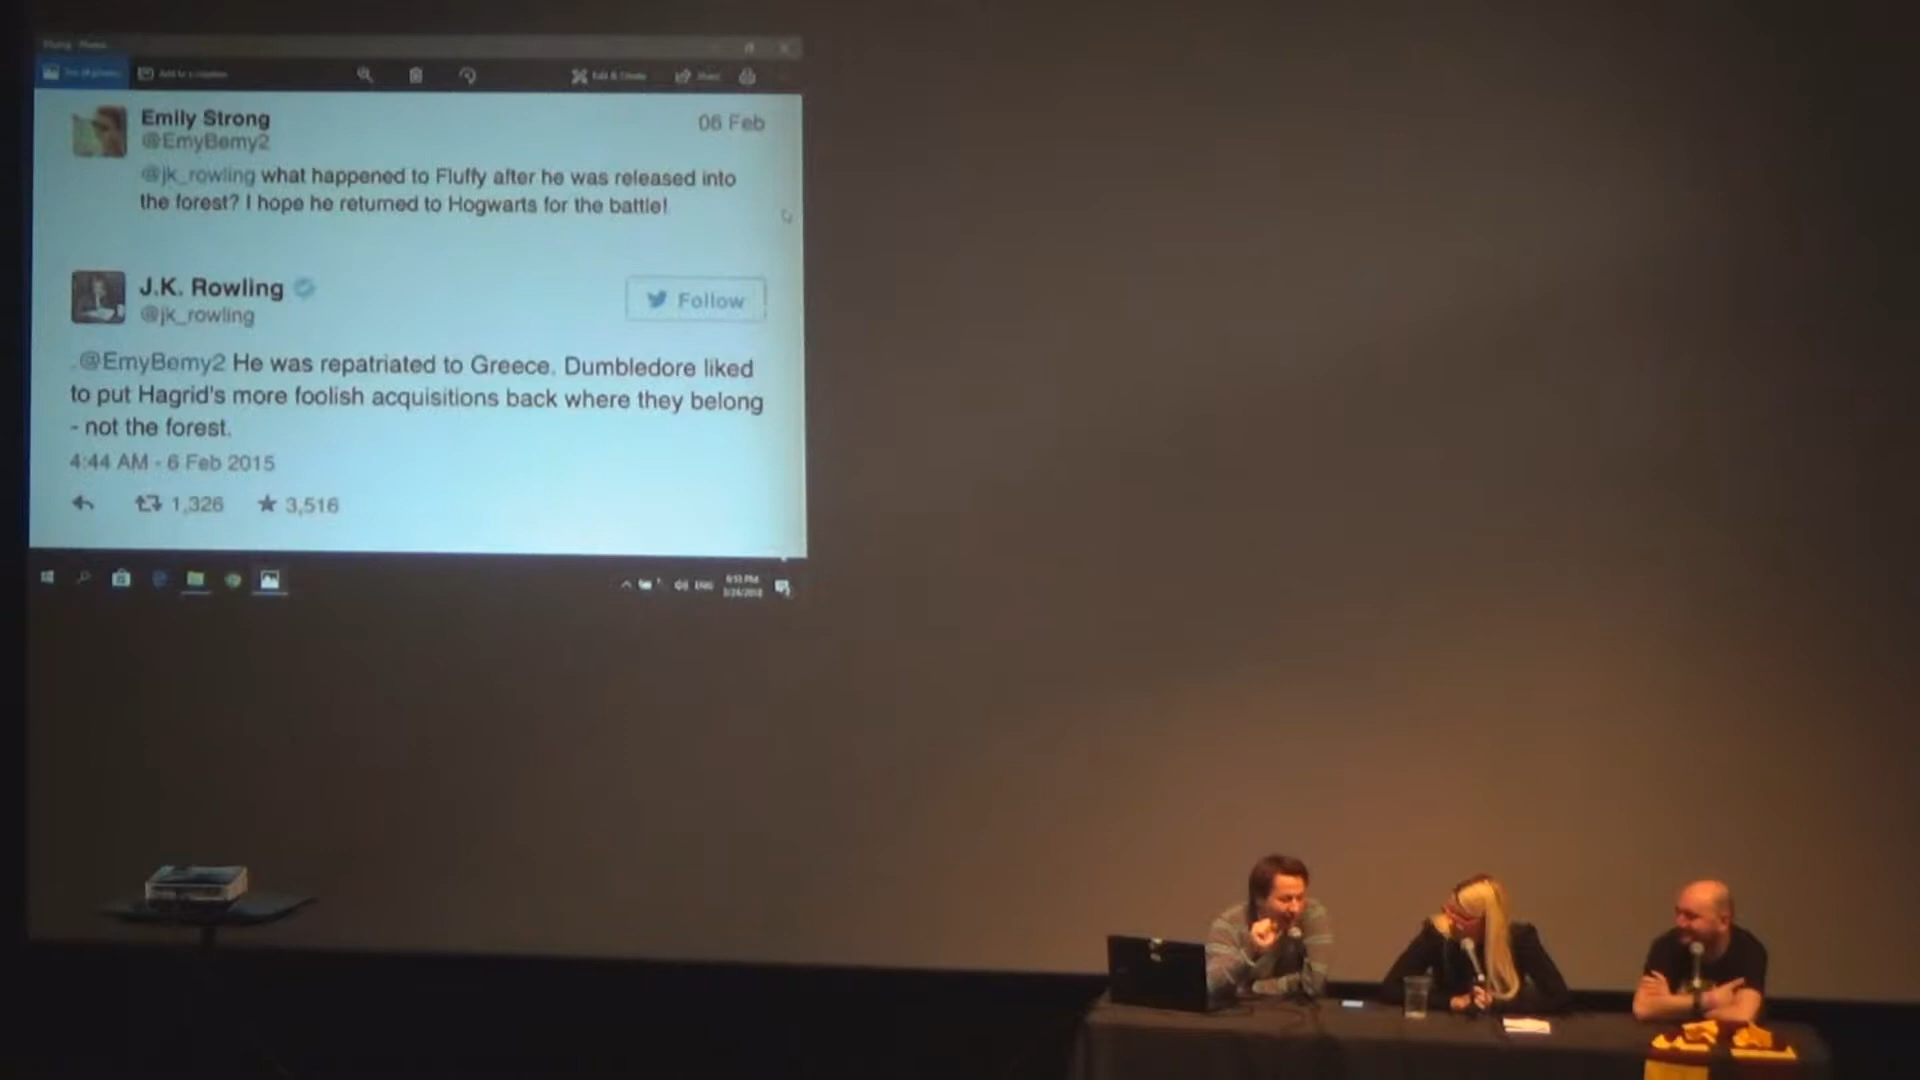 Emily Strong
06 Feb
@EmyBemy2
@jk_rowling what happened to Fluffy after he was released into
the forest? I hope he returned to Hogwarts for the battle!
J.K. Rowling
@jk_rowling
Follow
.@EmyBemy2 He was repatriated to Greece. Dumbledore liked
to put Hagrid's more foolish acquisitions back where they belong
- not the forest.
4:44 AM - 6 Feb 2015
1,326 3,516